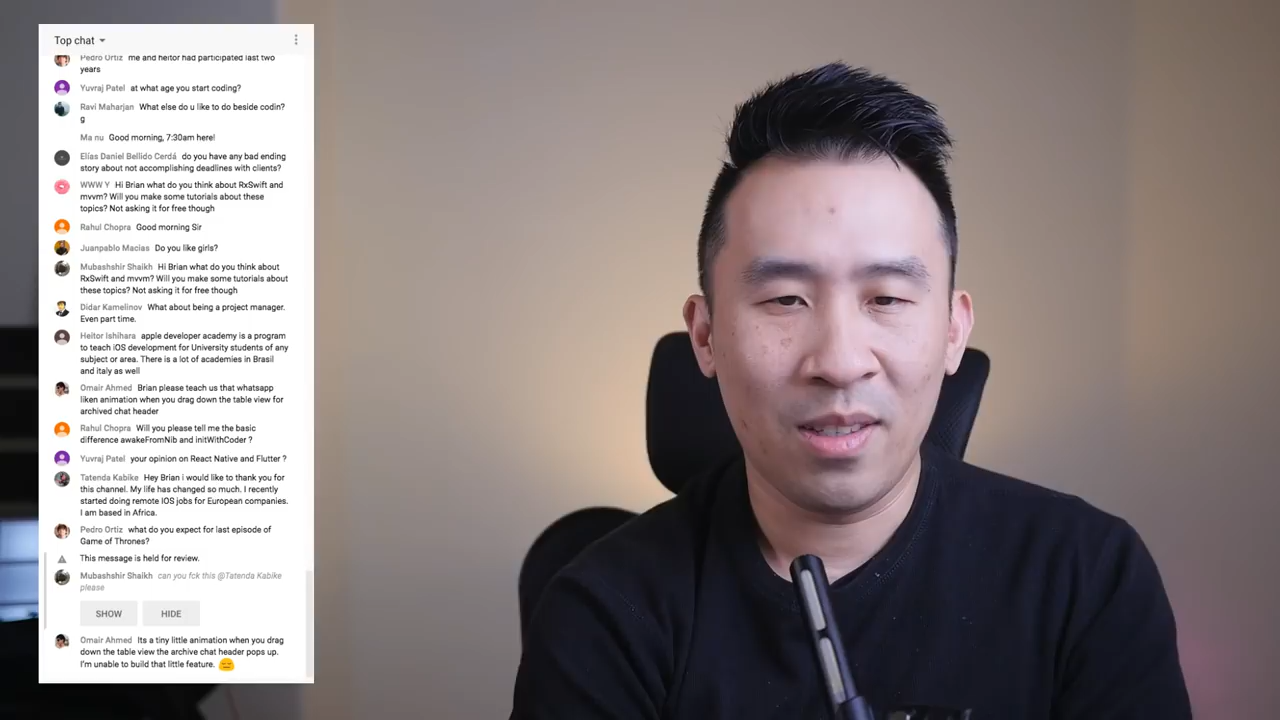 Top chat
Pedro Ortiz me and heitor had participated last two
years
Yuvraj Patel at what age you start coding?
Ravi Maharjan What else do u like to do beside codin?
g
Ma nu Good morning, 7:30am here!
Elías Daniel Bellido Cerdá do you have any bad ending
story about not accomplishing deadlines with clients?
WWW Y Hi Brian what do you think about RxSwift and
mvvm? Will you make some tutorials about these
topics? Not asking it for free though
Rahul Chopra Good morning Sir
Juanpablo Macias Do you like girls?
Mubashshir Shaikh Hi Brian what do you think about
RxSwift and mvvm? Will you make some tutorials about
these topics? Not asking it for free though
Didar Kamelinov What about being a project manager.
Even part time.
Heitor Ishihara apple developer academy is a program
to teach iOS development for University students of any
subject or area. There is a lot of academies in Brasil
and italy as well
Omair Ahmed Brian please teach us that whatsapp
liken animation when you drag down the table view for
archived chat header
Rahul Chopra Will you please tell me the basic
difference awakeFromNib and initWithCoder ?
Yuvraj Patel your opinion on React Native and Flutter ?
Tatenda Kabike Hey Brian i would like to thank you for
this channel. My life has changed so much. I recently
started doing remote iOS jobs for European companies.
I am based in Africa.
Pedro Ortiz what do you expect for last episode of
Game of Thrones?
This message is held for review.
Mubashshir Shaikh can you fck this @Tatenda Kabike
please
SHOW HIDE
Omair Ahmed Its a tiny little animation when you drag
down the table view the archive chat header pops up.
I'm unable to build that little feature.